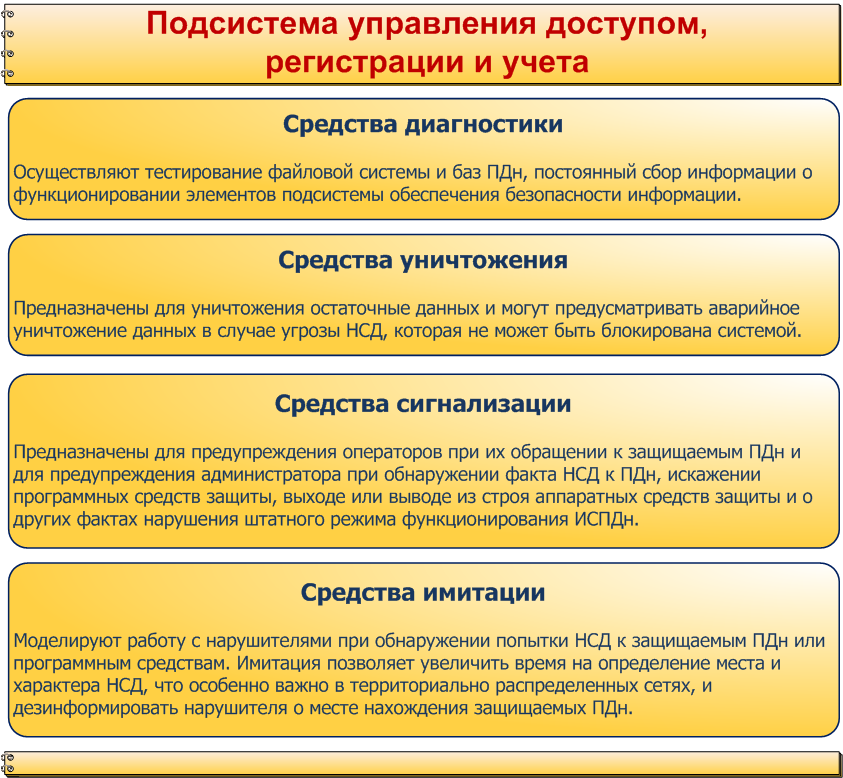 Подсистема управления доступом,
регистрации и учета
Средства диагностики
Осуществляют тестирование файловой системы и баз ПДн, постоянный сбор информации о
функционировании элементов подсистемы обеспечения безопасности информации.
Средства уничтожения
Предназначены для уничтожения остаточные данных и могут предусматривать аварийное
уничтожение данных в случае угрозы НСД, которая не может быть блокирована системой.
Средства сигнализации
Предназначены для предупреждения операторов при их обращении к защищаемым ПДн и
для предупреждения администратора при обнаружении факта НСД к ПДн, искажении
программных средств защиты, выходе или выводе из строя аппаратных средств защиты и о
других фактах нарушения штатного режима функционирования ИСПДн.
Средства имитации
Моделируют работу с нарушителями при обнаружении попытки НСД к защищаемым ПДн или
программным средствам. Имитация позволяет увеличить время на определение места и
характера НСД, что особенно важно в территориально распределенных сетях, и
дезинформировать нарушителя о месте нахождения защищаемых ПДн.